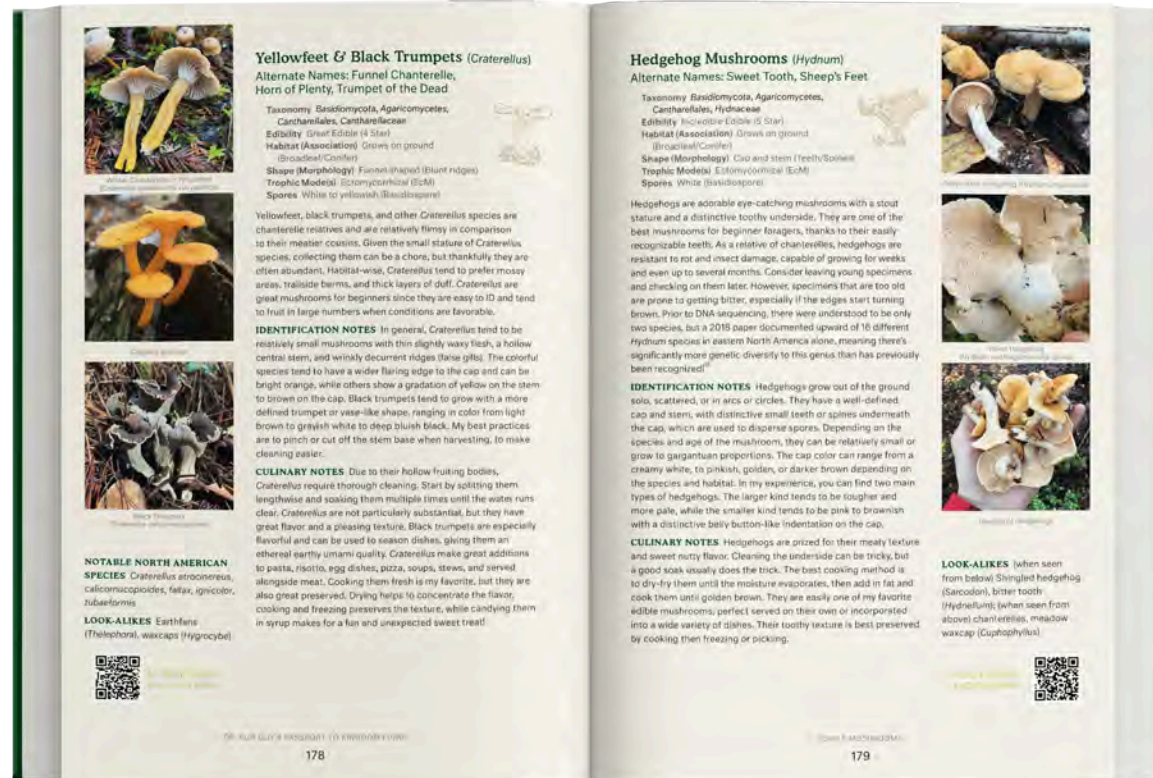 Yellowfeet & Black Trumpets (Craterellus)
Alternate Names: Funnel Chanterelle,
Horn of Plenty, Trumpet of the Dead
Taxonomy Basidiomycota, Agaricomycetes,
Cantharellales, Cantharellaceae
Edibility Great Edible (4 Star)
Habitat (Association) Grows on ground
(Broadleaf/Conifer)
Shape (Morphology) Funnel-shaped (Blunt ridges)
Trophic Mode(s) Ectomycorrhizal (EcM)
Spores White to yellowish (Basidiospore)
Yellowfeet, black trumpets, and other Craterellus species are
chanterelle relatives and are relatively flimsy in comparison
to their meatier cousins. Given the small stature of Craterellus
species, collecting them can be a chore, but thankfully they are
often abundant. Habitat-wise, Craterellus tend to prefer mossy
areas, trailside berms, and thick layers of duff. Craterellus are
great mushrooms for beginners since they are easy to ID and tend
to fruit in large numbers when conditions are favorable.
IDENTIFICATION NOTES In general, Craterellus tend to be
relatively small mushrooms with thin slightly waxy flesh, a hollow
central stem, and wrinkly decurrent ridges (false gills). The colorful
species tend to have a wider flaring edge to the cap and can be
bright orange, while others show a gradation of yellow on the stem
to brown on the cap. Black trumpets tend to grow with a more
defined trumpet or vase-like shape, ranging in color from light
brown to grayish white to deep bluish black. My best practices
are to pinch or cut off the stem base when harvesting, to make
cleaning easier.
CULINARY NOTES Due to their hollow fruiting bodies,
Craterellus require thorough cleaning. Start by splitting them
lengthwise and soaking them multiple times until the water runs
clear. Craterellus are not particularly substantial, but they have
great flavor and a pleasing texture. Black trumpets are especially
flavorful and can be used to season dishes, giving them an
ethereal earthy umami quality. Craterellus make great additions
to pasta, risotto, egg dishes, pizza, soups, stews, and served
alongside meat. Cooking them fresh is my favorite, but they are
also great preserved. Drying helps to concentrate the flavor,
cooking and freezing preserves the texture, while candying them
in syrup makes for a fun and unexpected sweet treat!
Black Trumpets
NOTABLE NORTH AMERICAN
SPECIES Craterellus atrocinereus,
calicornucopioides, fallax, ignicolor,
tubaeformis
LOOK-ALIKES Earthfans
(Thelephora), waxcaps (Hygrocybe)
178
Hedgehog Mushrooms (Hydnum)
Alternate Names: Sweet Tooth, Sheep's Feet
Taxonomy Basidiomycota, Agaricomycetes,
Cantharellales, Hydnaceae
Edibility Incredible Edible (5 Star)
Habitat (Association) Grows on ground
(Broadleaf/Conifer)
Shape (Morphology) Cap and stem (Teeth/Spines)
Trophic Mode(s) Ectomycorrhizal (EcM)
Spores White (Basidiospore)
Hedgehogs are adorable eye-catching mushrooms with a stout
stature and a distinctive toothy underside. They are one of the
best mushrooms for beginner foragers, thanks to their easily
recognizable teeth. As a relative of chanterelles, hedgehogs are
resistant to rot and insect damage, capable of growing for weeks
and even up to several months. Consider leaving young specimens
and checking on them later. However, specimens that are too old
are prone to getting bitter, especially if the edges start turning
brown. Prior to DNA sequencing, there were understood to be only
two species, but a 2018 paper documented upward of 16 different
Hydnum species in eastern North America alone, meaning there's
significantly more genetic diversity to this genus than has previously
been recognized!
IDENTIFICATION NOTES Hedgehogs grow out of the ground
solo, scattered, or in arcs or circles. They have a well-defined
cap and stem, with distinctive small teeth or spines underneath
the cap, which are used to disperse spores. Depending on the
species and age of the mushroom, they can be relatively small or
grow to gargantuan proportions. The cap color can range from a
creamy white, to pinkish, golden, or darker brown depending on
the species and habitat. In my experience, you can find two main
types of hedgehogs. The larger kind tends to be tougher and
more pale, while the smaller kind tends to be pink to brownish
with a distinctive belly button-like indentation on the cap.
CULINARY NOTES Hedgehogs are prized for their meaty texture
and sweet nutty flavor. Cleaning the underside can be tricky, but
a good soak usually does the trick. The best cooking method is
to dry-fry them until the moisture evaporates, then add in fat and
cook them until golden brown. They are easily one of my favorite
edible mushrooms, perfect served on their own or incorporated
into a wide variety of dishes. Their toothy texture is best preserved
by cooking then freezing or pickling.
LOOK-ALIKES (when seen
from below) Shingled hedgehog
(Sarcodon), bitter tooth
(Hydnellum); (when seen from
above) chanterelles, meadow
waxcap (Cuphophyllus)
179